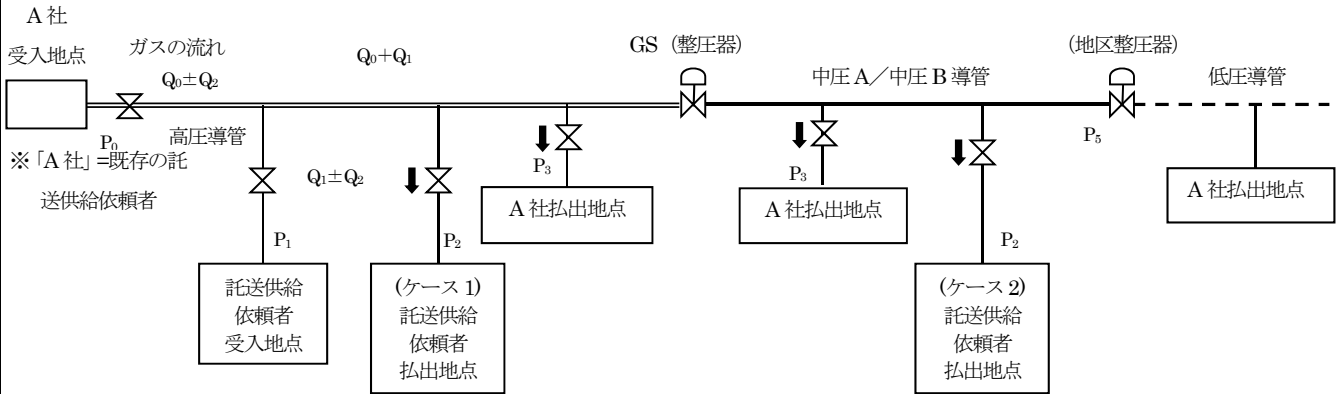 A社
受入地点
ガスの流れ
Q₀±Q₂
Q₀+Q₁
GS（整圧器）
中圧A／中圧B導管
（地区整圧器）
低圧導管
P₀
高圧導管
※「A社」=既存の託
送供給依頼者
Q₁±Q₂
P₁
P₂
P₃
P₃
P₂
P₅
A社払出地点
A社払出地点
A社払出地点
託送供給
依頼者
受入地点
(ケース1)
託送供給
依頼者
払出地点
(ケース2)
託送供給
依頼者
払出地点